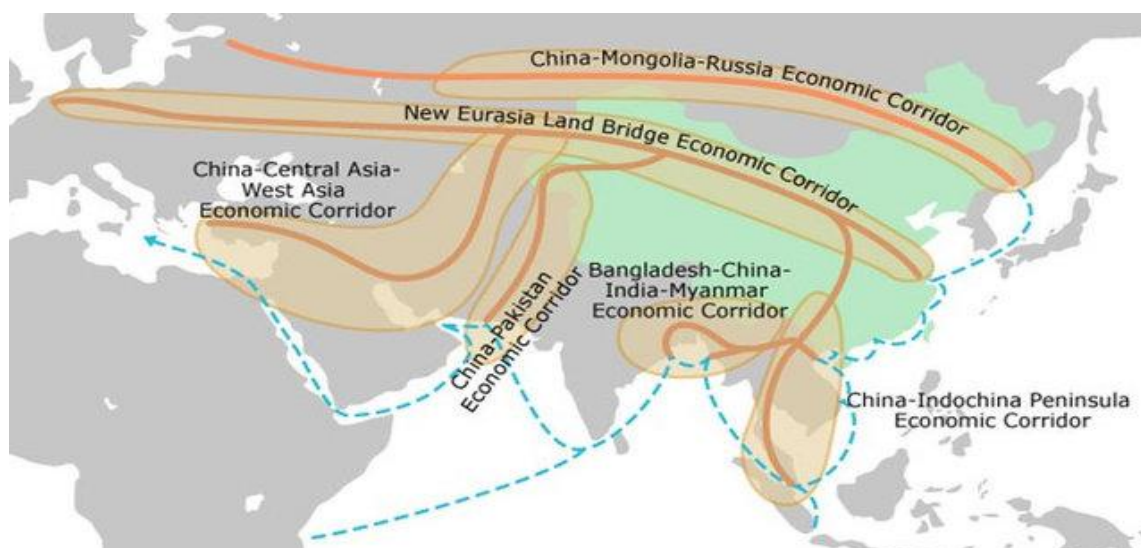 China-Mongolia-Russia Economic Corridor
New Eurasia Land Bridge Economic Corridor
China-Central Asia-
West Asia
Economic Corridor
China-Pakistan
Economic Corridor
Bangladesh-China-
India-Myanmar
Economic Corridor
China-Indochina Peninsula
Economic Corridor